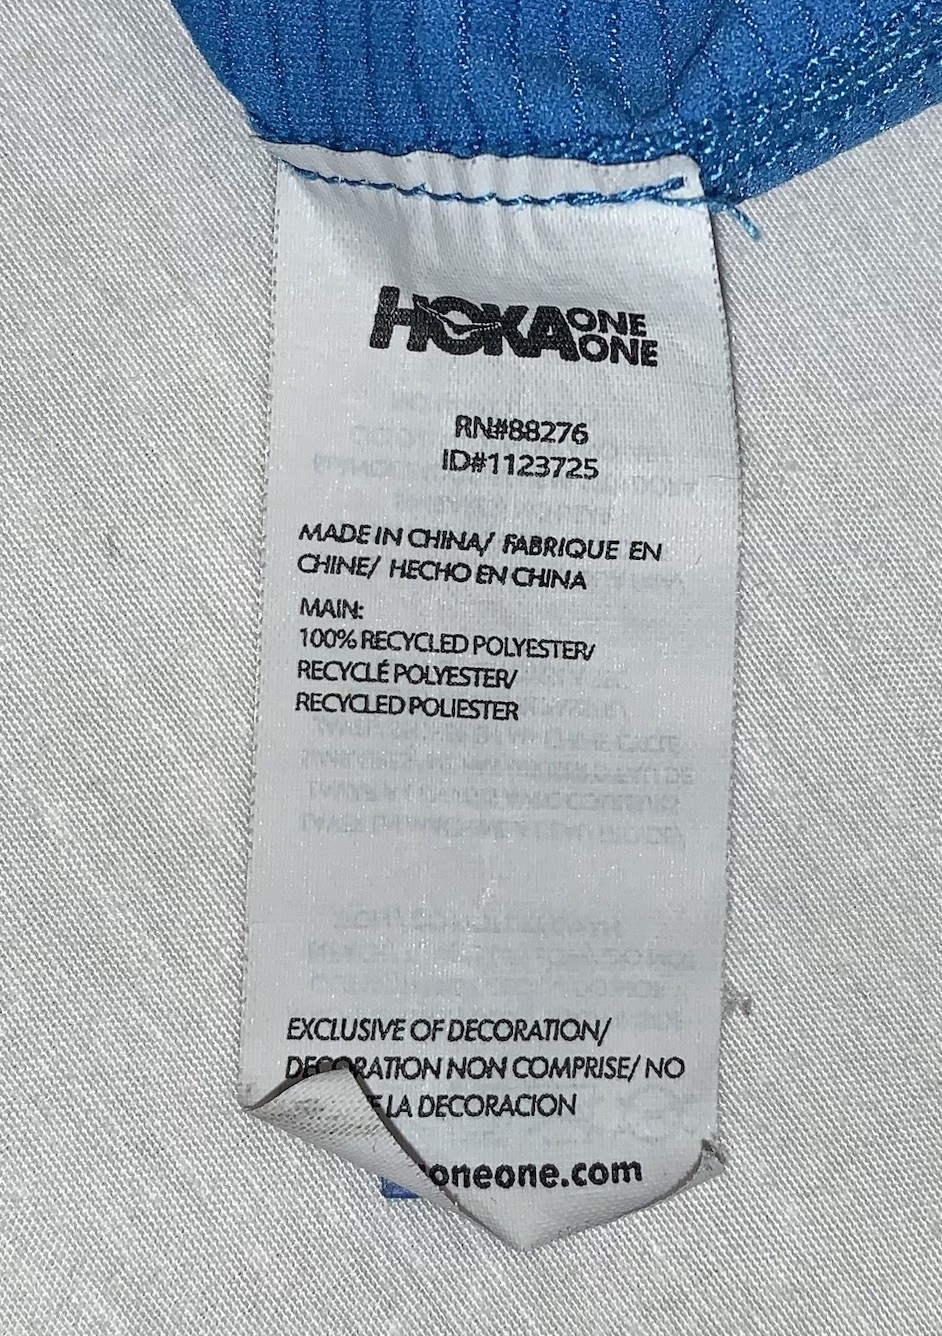 HOKA ONE ONE
RN#88276
ID#1123725
MADE IN CHINA/ FABRIQUE EN
CHINE/ HECHO EN CHINA
MAIN:
100% RECYCLED POLYESTER/
RECYCLÉ POLYESTER/
RECYCLED POLIESTER
EXCLUSIVE OF DECORATION/
DECORATION NON COMPRISE/ NO
LA DECORACION
oneone.com